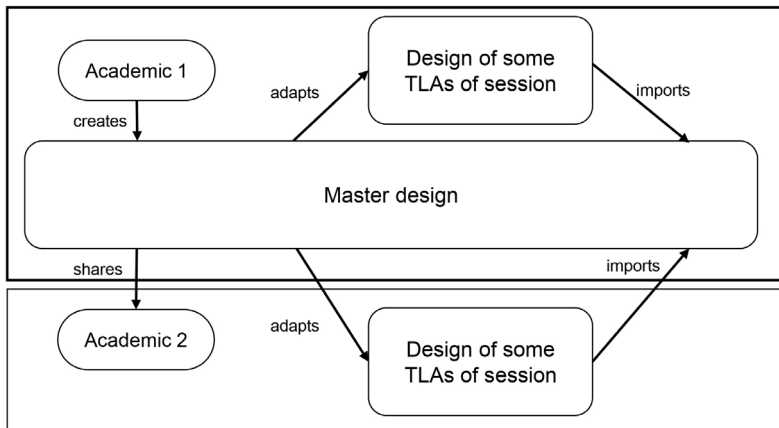 Academic 1
creates
adapts
Design of some
TLAs of session
imports
Master design
shares
Academic 2
adapts
Design of some
TLAs of session
imports